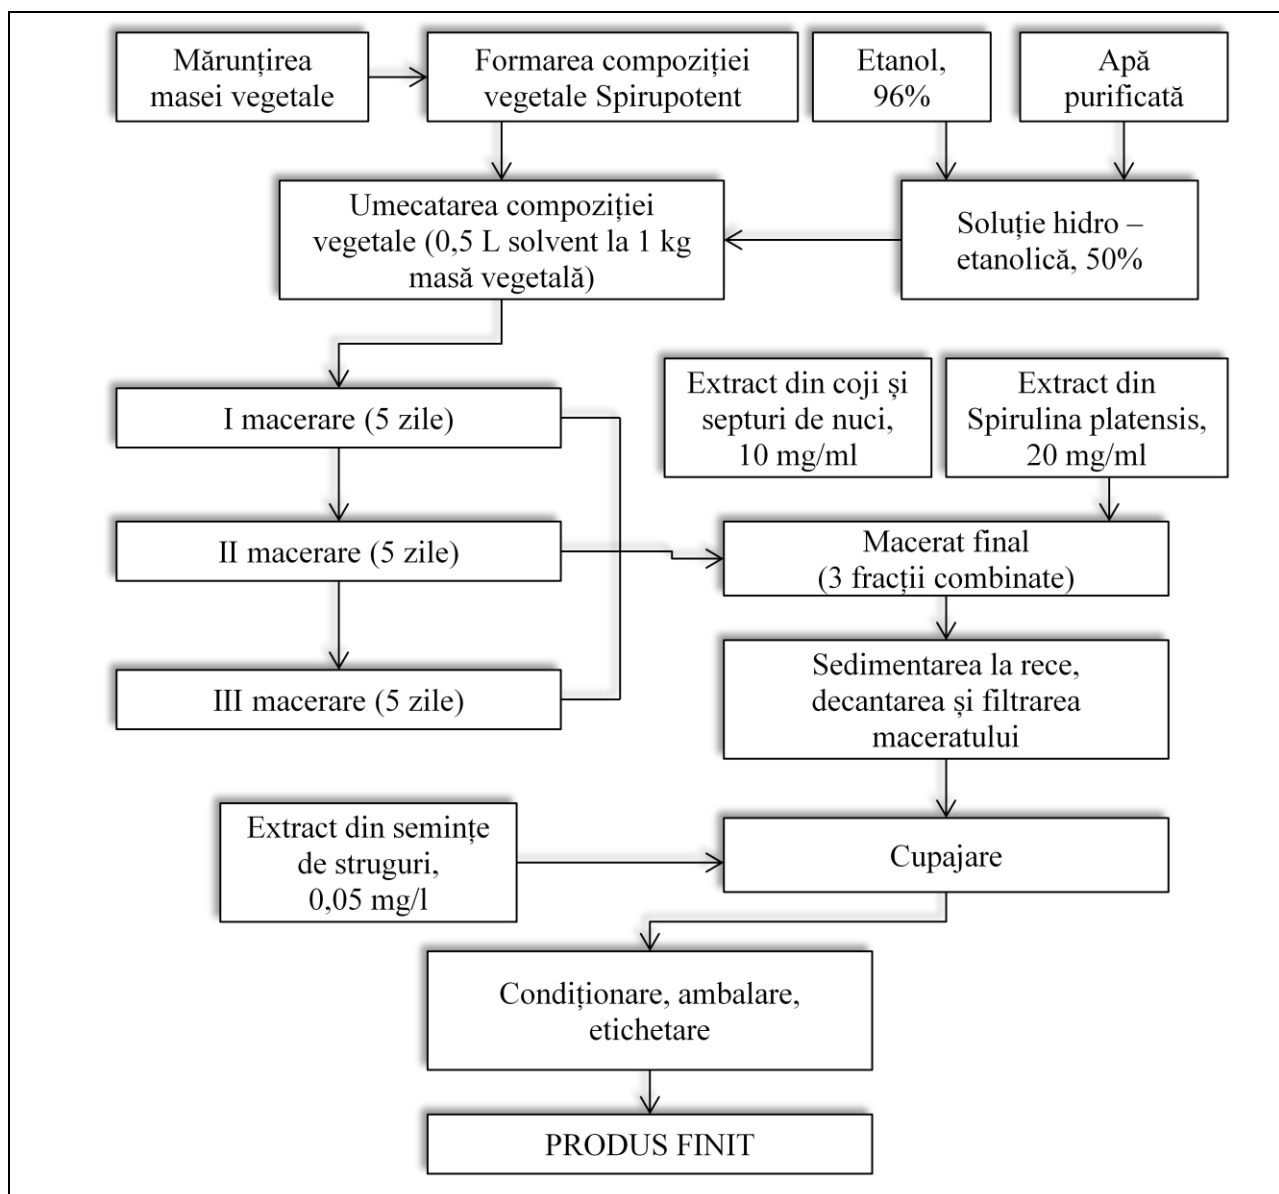 Mărunțirea
masei vegetale
Formarea compoziției
vegetale Spirupotent
Etanol,
96%
Apă
purificată
Umecatarea compoziției
vegetale (0,5 L solvent la 1 kg
masă vegetală)
Soluție hidro –
etanolică, 50%
I macerare (5 zile)
Extract din coji și
septuri de nuci,
10 mg/ml
Extract din
Spirulina platensis,
20 mg/ml
II macerare (5 zile)
Macerat final
(3 fracții combinate)
III macerare (5 zile)
Sedimentarea la rece,
decantarea și filtrarea
maceratului
Extract din semințe
de struguri,
0,05 mg/l
Cupajare
Condiționare, ambalare,
etichetare
PRODUS FINIT